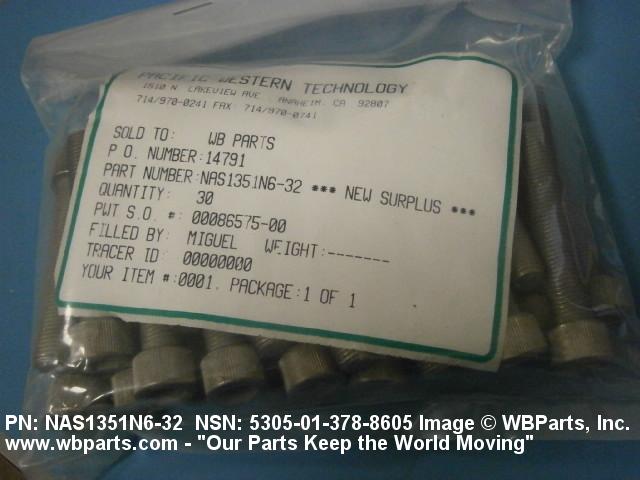 PACIFIC WESTERN TECHNOLOGY
1510 N. LAKEVIEW AVE. ANAHEIM, CA 92807
714/970-0241 FAX 714/970-0741
SOLD TO: WB PARTS
P O. NUMBER:14791
PART NUMBER:NAS1351N6-32 *** NEW SURPLUS ***
QUANTITY: 30
PWT S.O. #: 00086575-00
FILLED BY: MIGUEL WEIGHT:-------
TRACER ID: 00000000
YOUR ITEM #:0001. PACKAGE:1 OF 1
PN: NAS1351N6-32 NSN: 5305-01-378-8605 Image © WBParts, Inc.
www.wbparts.com - "Our Parts Keep the World Moving"